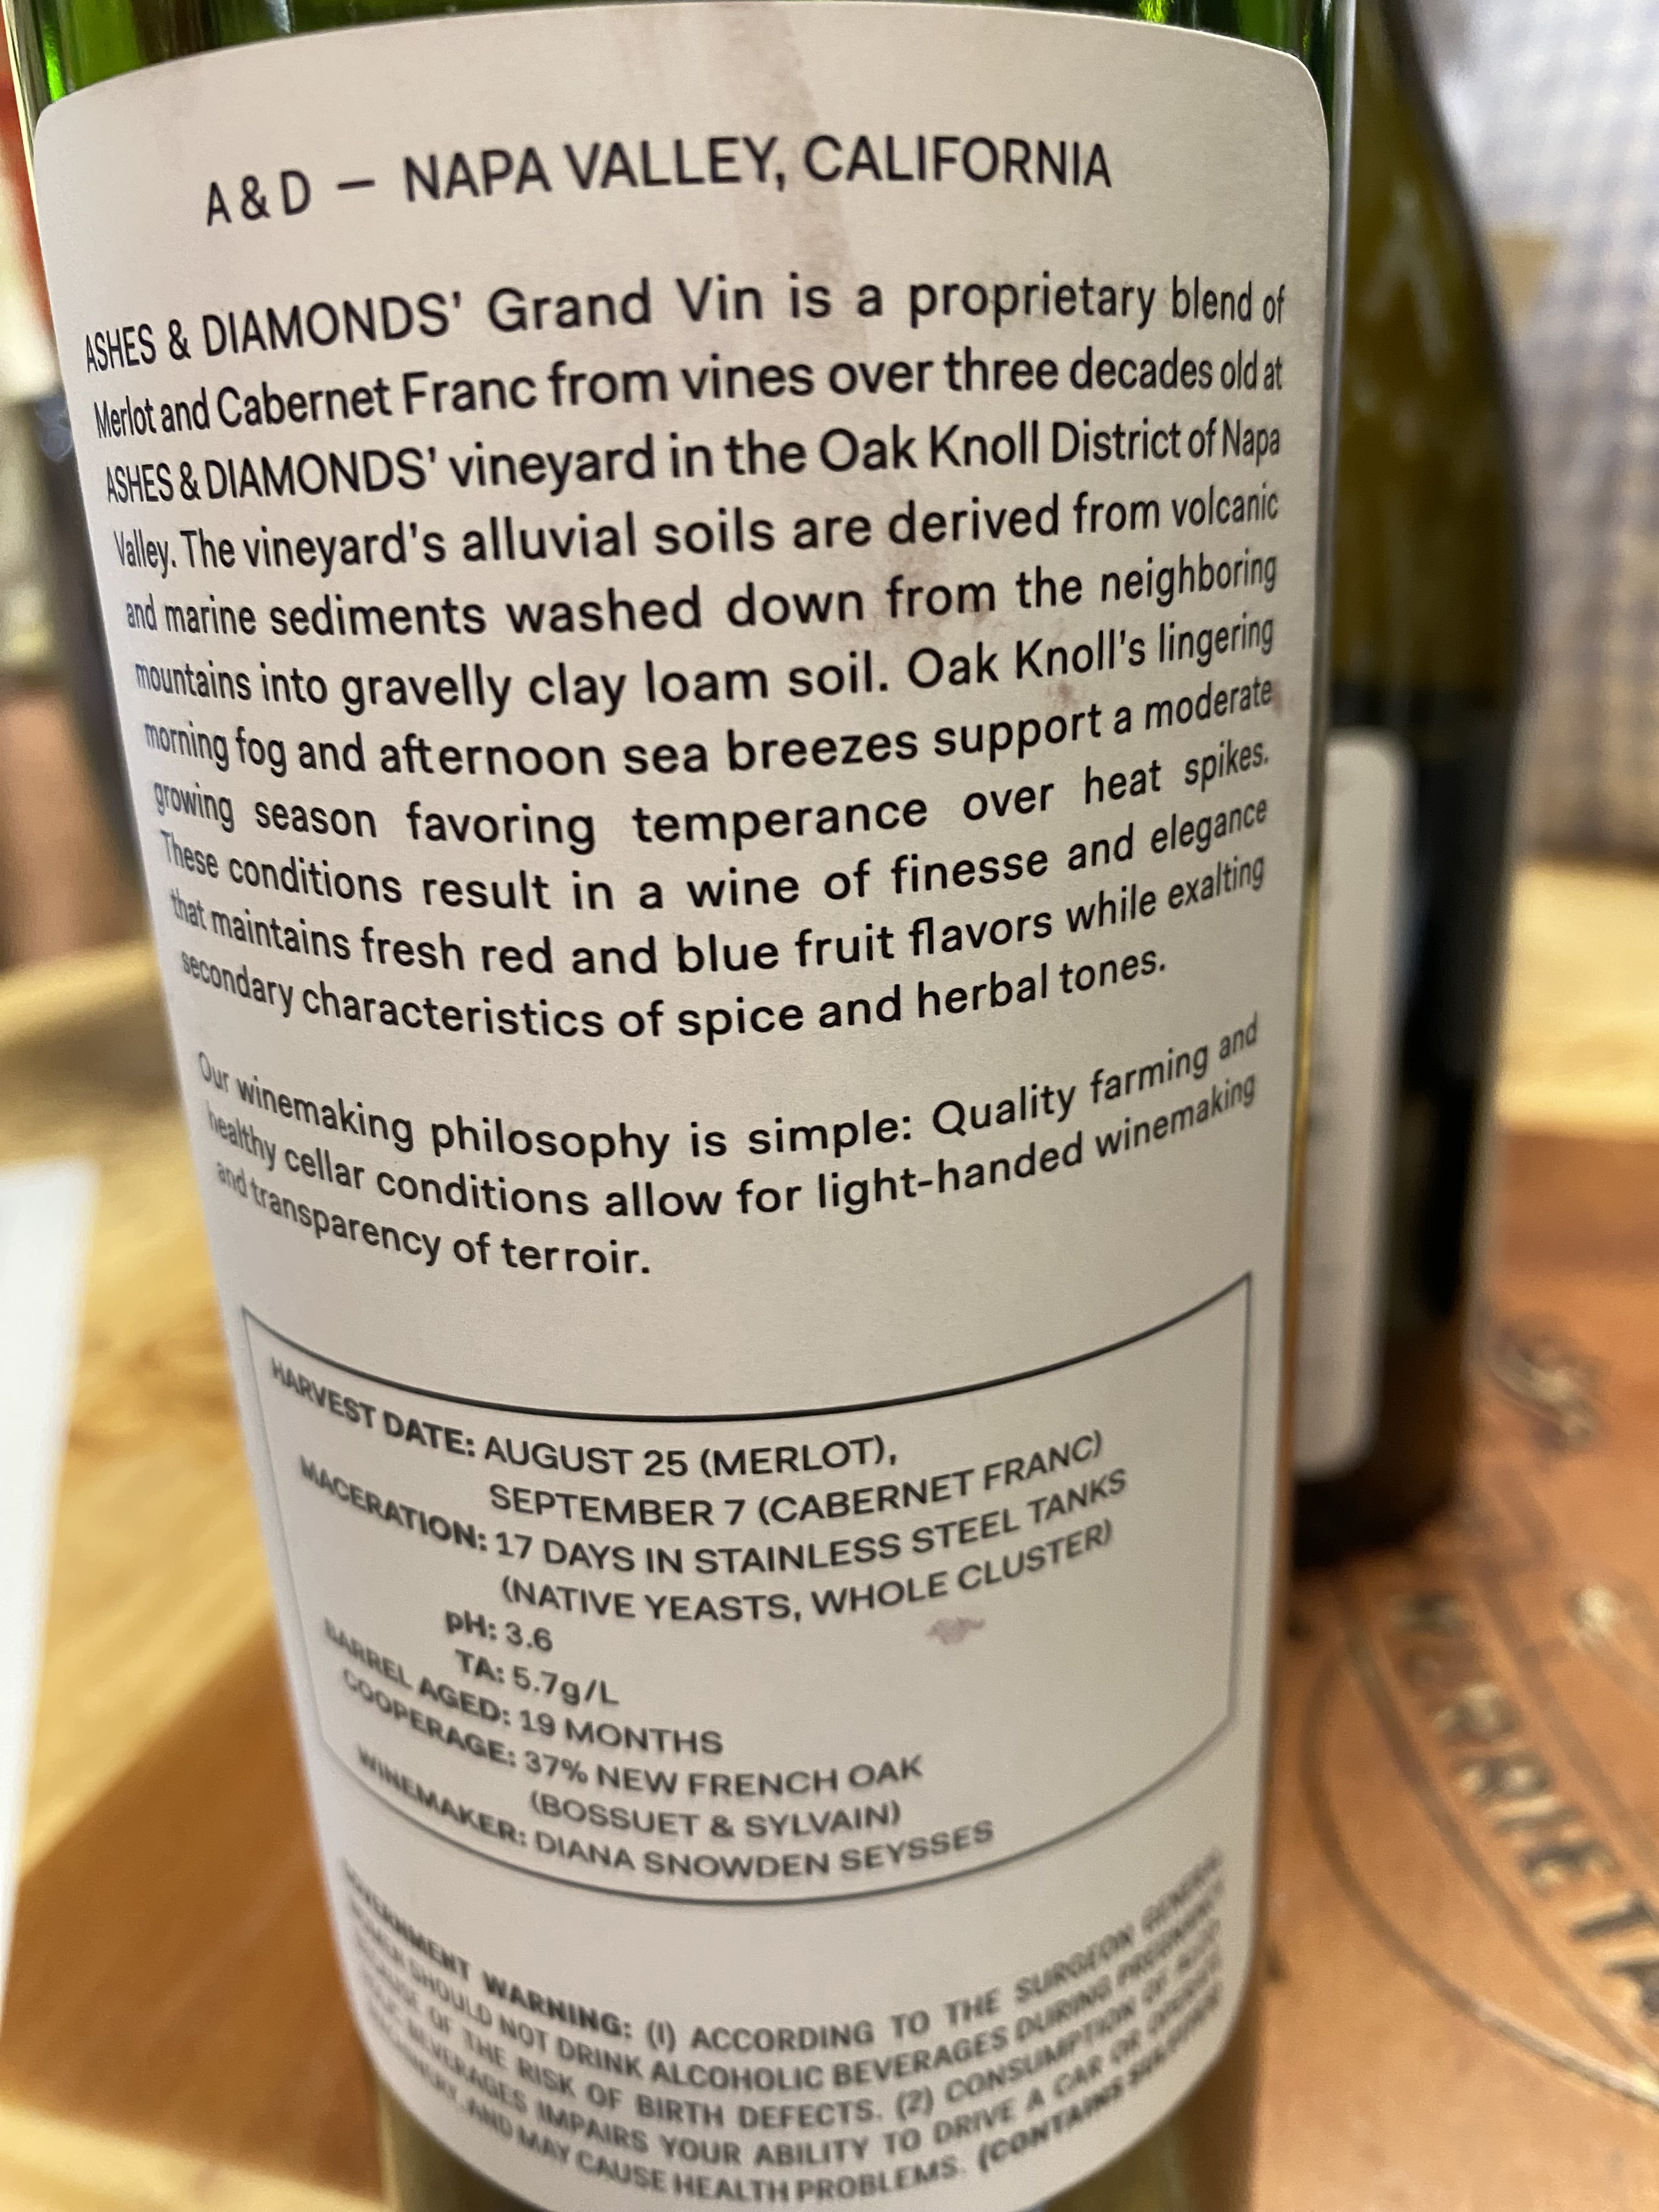 A & D — NAPA VALLEY, CALIFORNIA
ASHES & DIAMONDS' Grand Vin is a proprietary blend of
Merlot and Cabernet Franc from vines over three decades old at
ASHES & DIAMONDS' vineyard in the Oak Knoll District of Napa
Valley. The vineyard's alluvial soils are derived from volcanic
and marine sediments washed down from the neighboring
mountains into gravelly clay loam soil. Oak Knoll's lingering
morning fog and afternoon sea breezes support a moderate
growing season favoring temperance over heat spikes.
These conditions result in a wine of finesse and elegance
that maintains fresh red and blue fruit flavors while exalting
secondary characteristics of spice and herbal tones.
Our winemaking philosophy is simple: Quality farming and
healthy cellar conditions allow for light-handed winemaking
and transparency of terroir.
HARVEST DATE: AUGUST 25 (MERLOT),
SEPTEMBER 7 (CABERNET FRANC)
MACERATION: 17 DAYS IN STAINLESS STEEL TANKS
(NATIVE YEASTS, WHOLE CLUSTER)
pH: 3.6
TA: 5.7g/L
BARREL AGED: 19 MONTHS
COOPERAGE: 37% NEW FRENCH OAK
(BOSSUET & SYLVAIN)
WINEMAKER: DIANA SNOWDEN SEYSSES
GOVERNMENT WARNING: (1) ACCORDING TO THE SURGEON GENERAL,
WOMEN SHOULD NOT DRINK ALCOHOLIC BEVERAGES DURING PREGNANCY
BECAUSE OF THE RISK OF BIRTH DEFECTS. (2) CONSUMPTION OF ALCO
HOLIC BEVERAGES IMPAIRS YOUR ABILITY TO DRIVE A CAR OR OPERATE
MACHINERY, AND MAY CAUSE HEALTH PROBLEMS. (CONTAINS SULFITES)